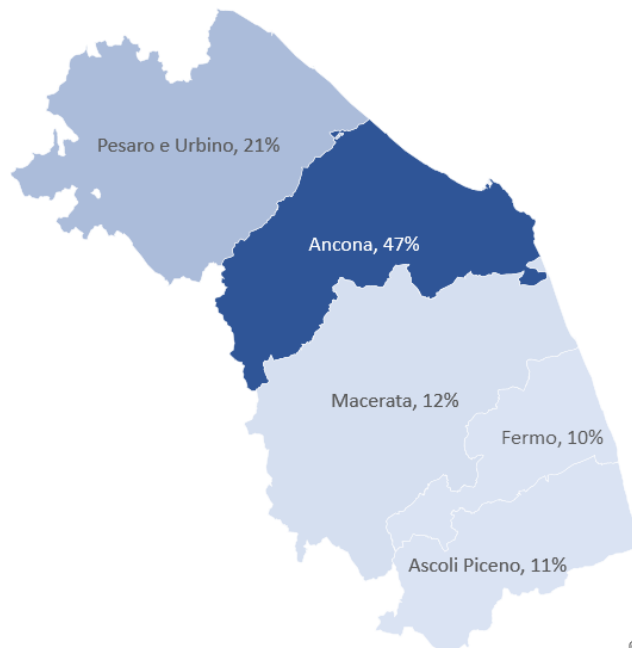 Pesaro e Urbino, 21%
Ancona, 47%
Macerata, 12%
Fermo, 10%
Ascoli Piceno, 11%